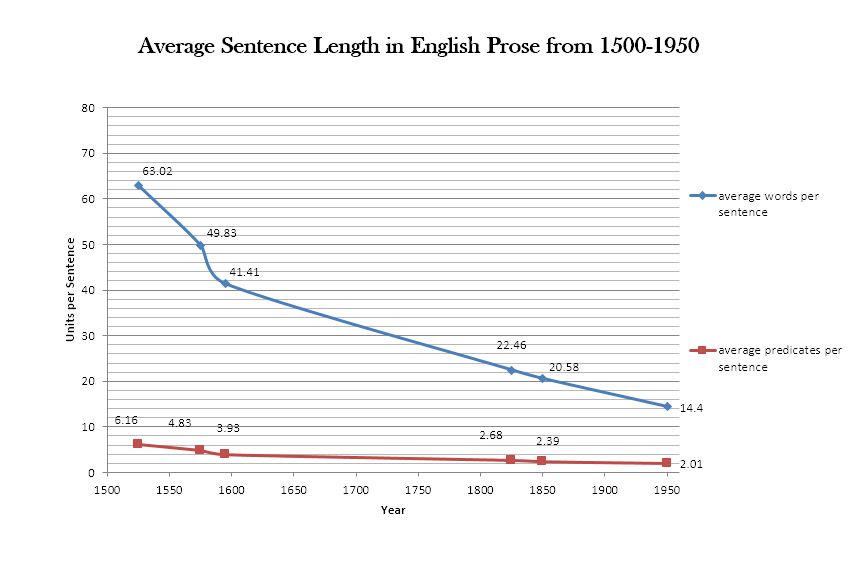 Average Sentence Length in English Prose from 1500-1950
80
70
60
50
40
30
20
10
0
Units per Sentence
63.02
49.83
41.41
22.46
20.58
14.4
6.16
4.83
3.93
2.68
2.39
2.01
1500 1550 1600 1650 1700 1750 1800 1850 1900 1950
Year
average words per
sentence
average predicates per
sentence